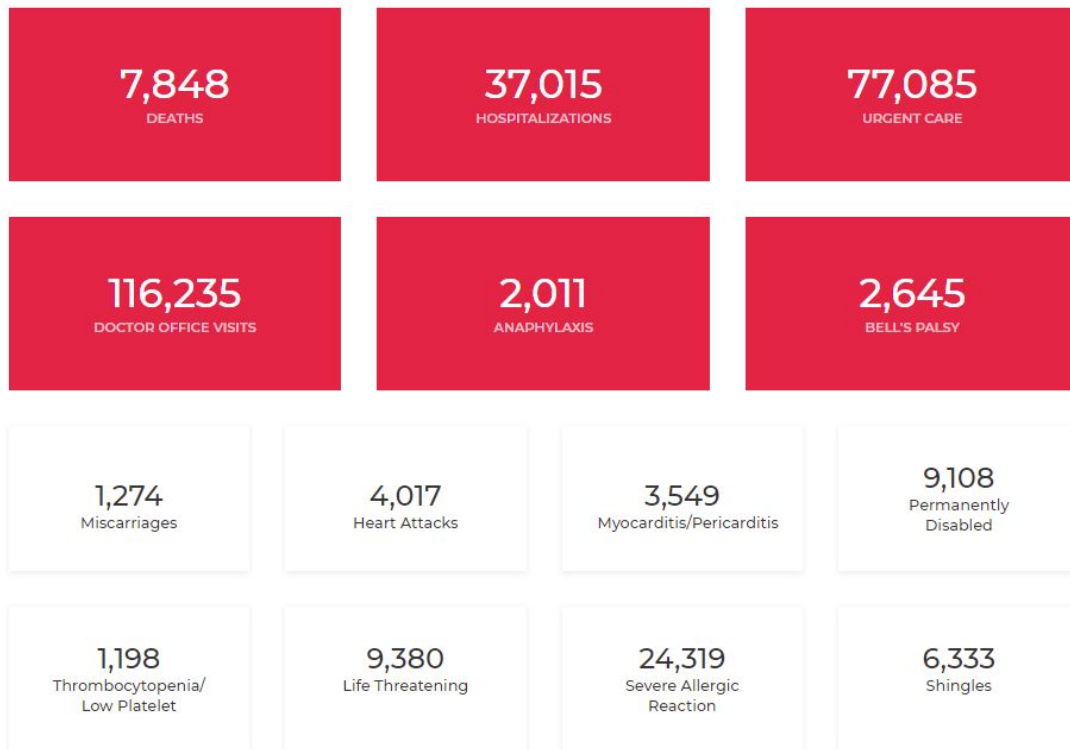 7,848
DEATHS
37,015
HOSPITALIZATIONS
77,085
URGENT CARE
116,235
DOCTOR OFFICE VISITS
2,011
ANAPHYLAXIS
2,645
BELL'S PALSY
1,274
Miscarriages
4,017
Heart Attacks
3,549
Myocarditis/Pericarditis
9,108
Permanently
Disabled
1,198
Thrombocytopenia/
Low Platelet
9,380
Life Threatening
24,319
Severe Allergic
Reaction
6,333
Shingles